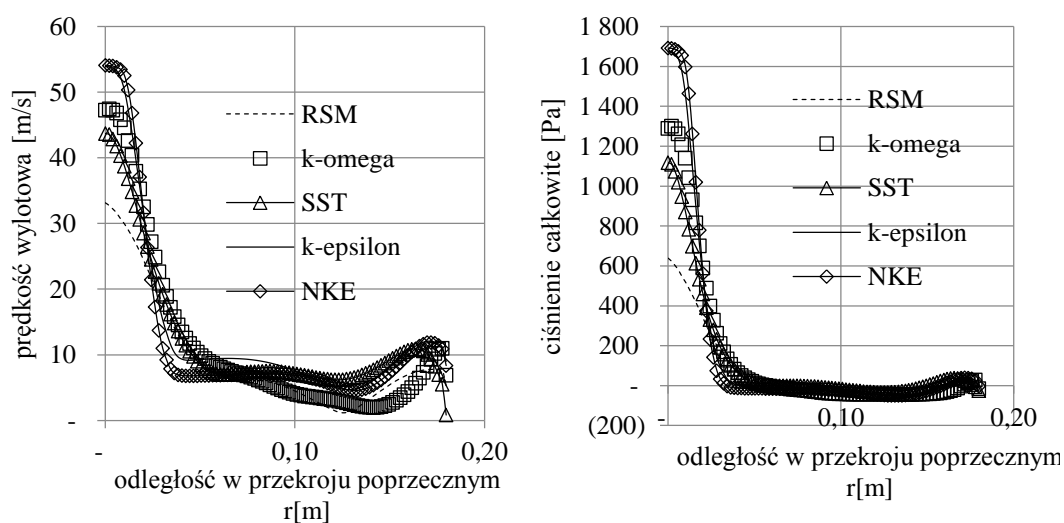 60
50
40
30
20
10
-
prędkość wylotowa [m/s]
RSM
k-omega
SST
k-epsilon
NKE
-
0,10
0,20
odległość w przekroju poprzecznym
r[m]
1 800
1 600
1 400
1 200
1 000
800
600
400
200
-
(200)
ciśnienie całkowite [Pa]
RSM
k-omega
SST
k-epsilon
NKE
-
0,10
0,20
odległość w przekroju poprzecznym
r[m]